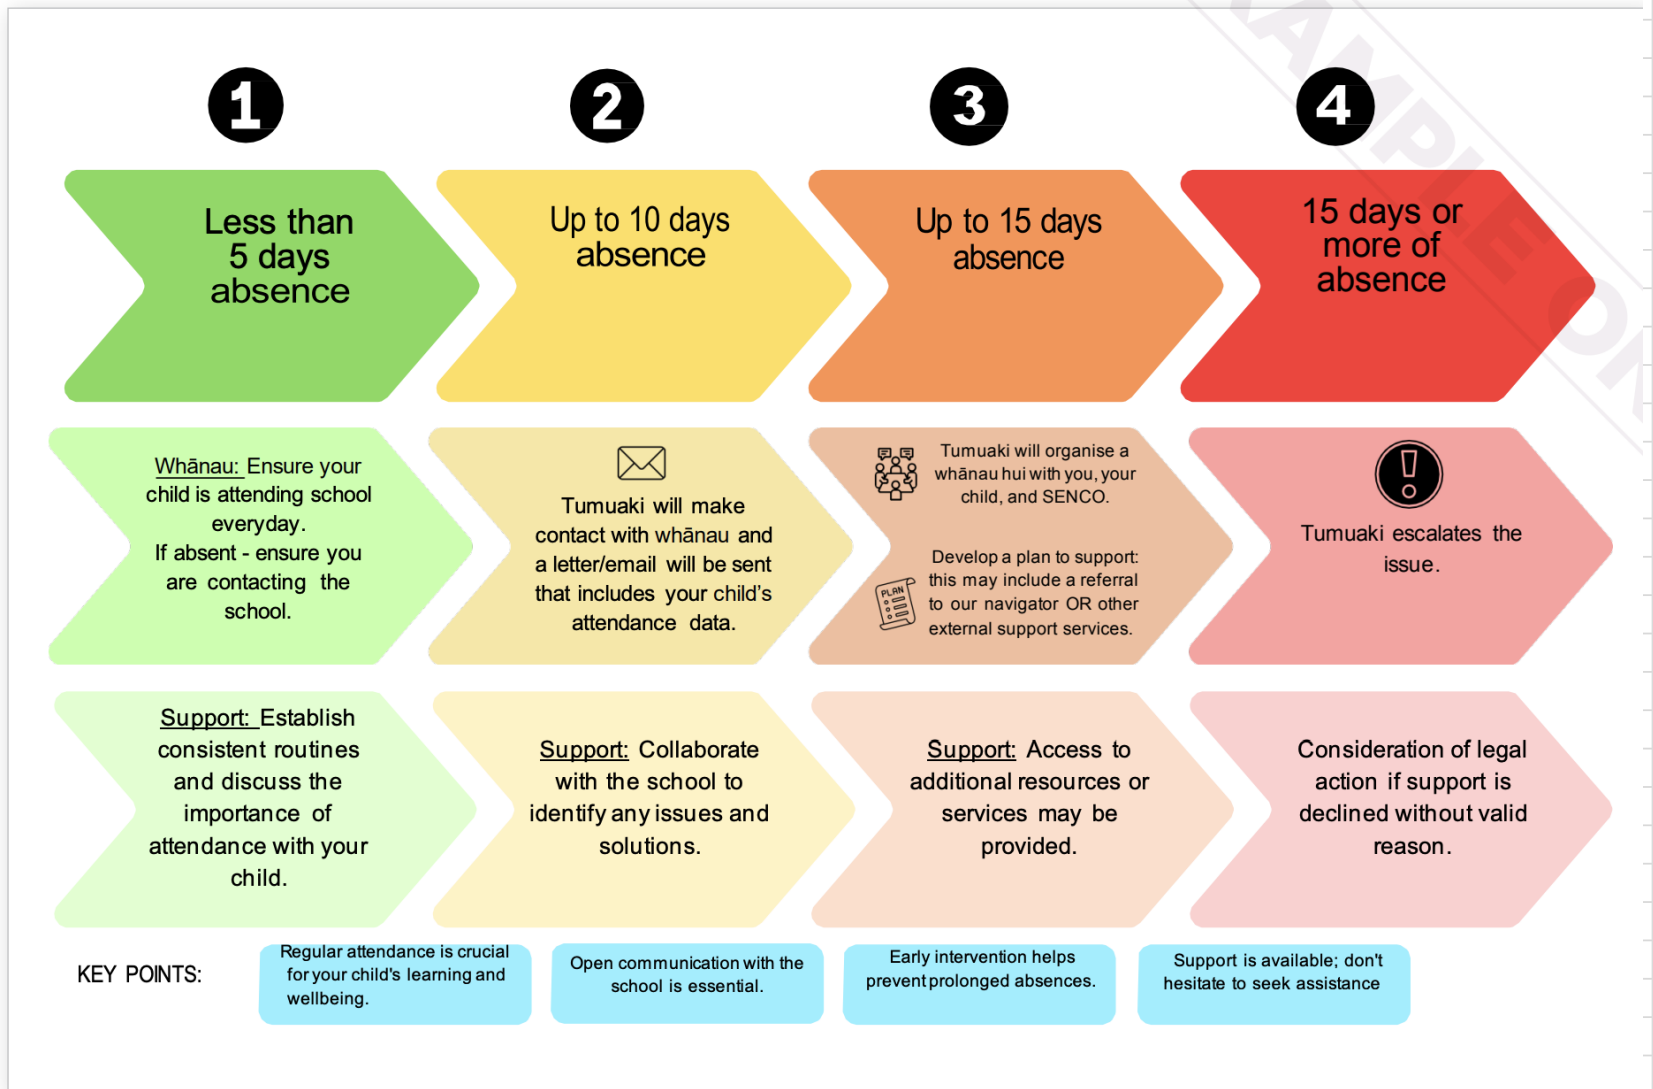 1
2
3
4
Less than
5 days
absence
Up to 10 days
absence
Up to 15 days
absence
15 days or
more of
absence
Whānau: Ensure your
child is attending school
everyday.
If absent - ensure you
are contacting the
school.
Tumuaki will make
contact with whānau and
a letter/email will be sent
that includes your child's
attendance data.
Tumuaki will organise a
whānau hui with you, your
child, and SENCO.
PLAN
Develop a plan to support:
this may include a referral
to our navigator OR other
external support services.
Tumuaki escalates the
issue.
Support: Establish
consistent routines
and discuss the
importance of
attendance with your
child.
Support: Collaborate
with the school to
identify any issues and
solutions.
Support: Access to
additional resources or
services may be
provided.
Consideration of legal
action if support is
declined without valid
reason.
KEY POINTS:
Regular attendance is crucial
for your child's learning and
wellbeing.
Open communication with the
school is essential.
Early intervention helps
prevent prolonged absences.
Support is available; don't
hesitate to seek assistance